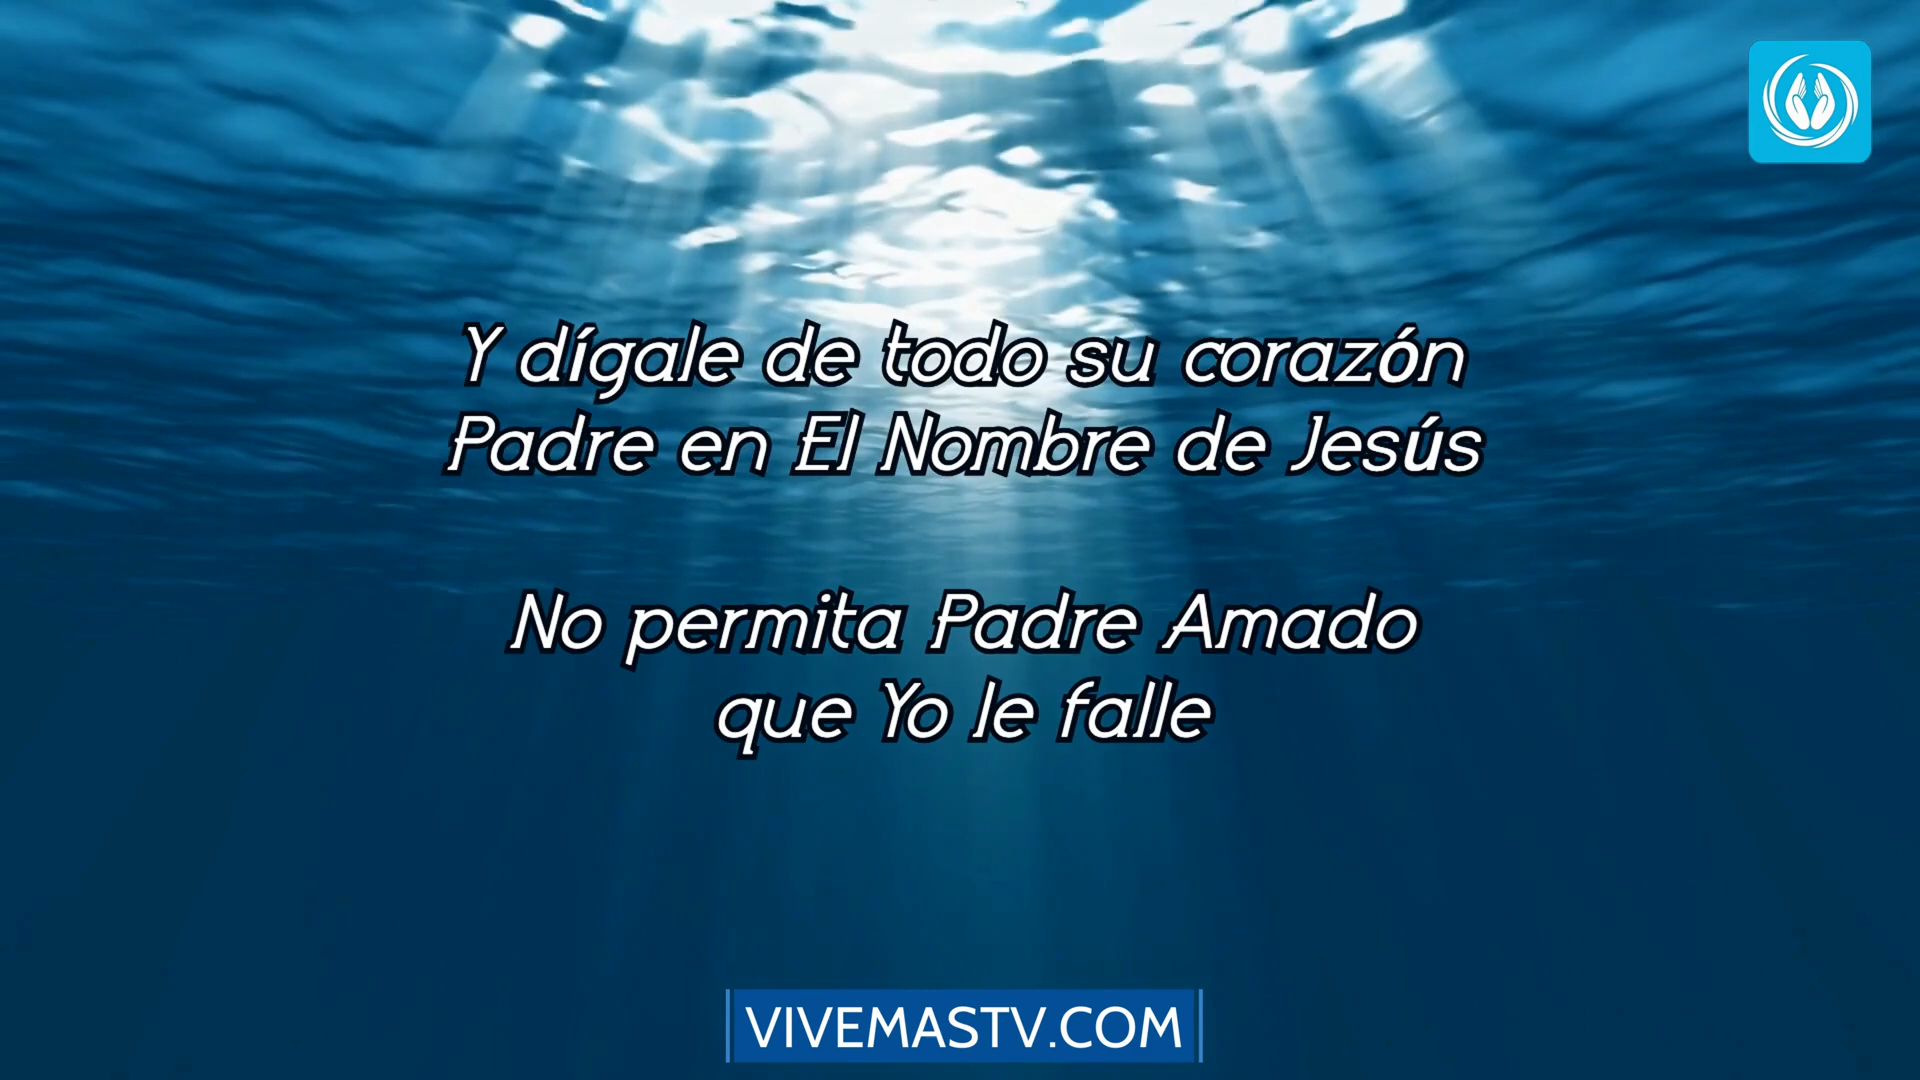 Y dígale de todo su corazón
Padre en El Nombre de Jesús
No permita Padre Amado
que Yo le falle
VIVEMASTV.COM